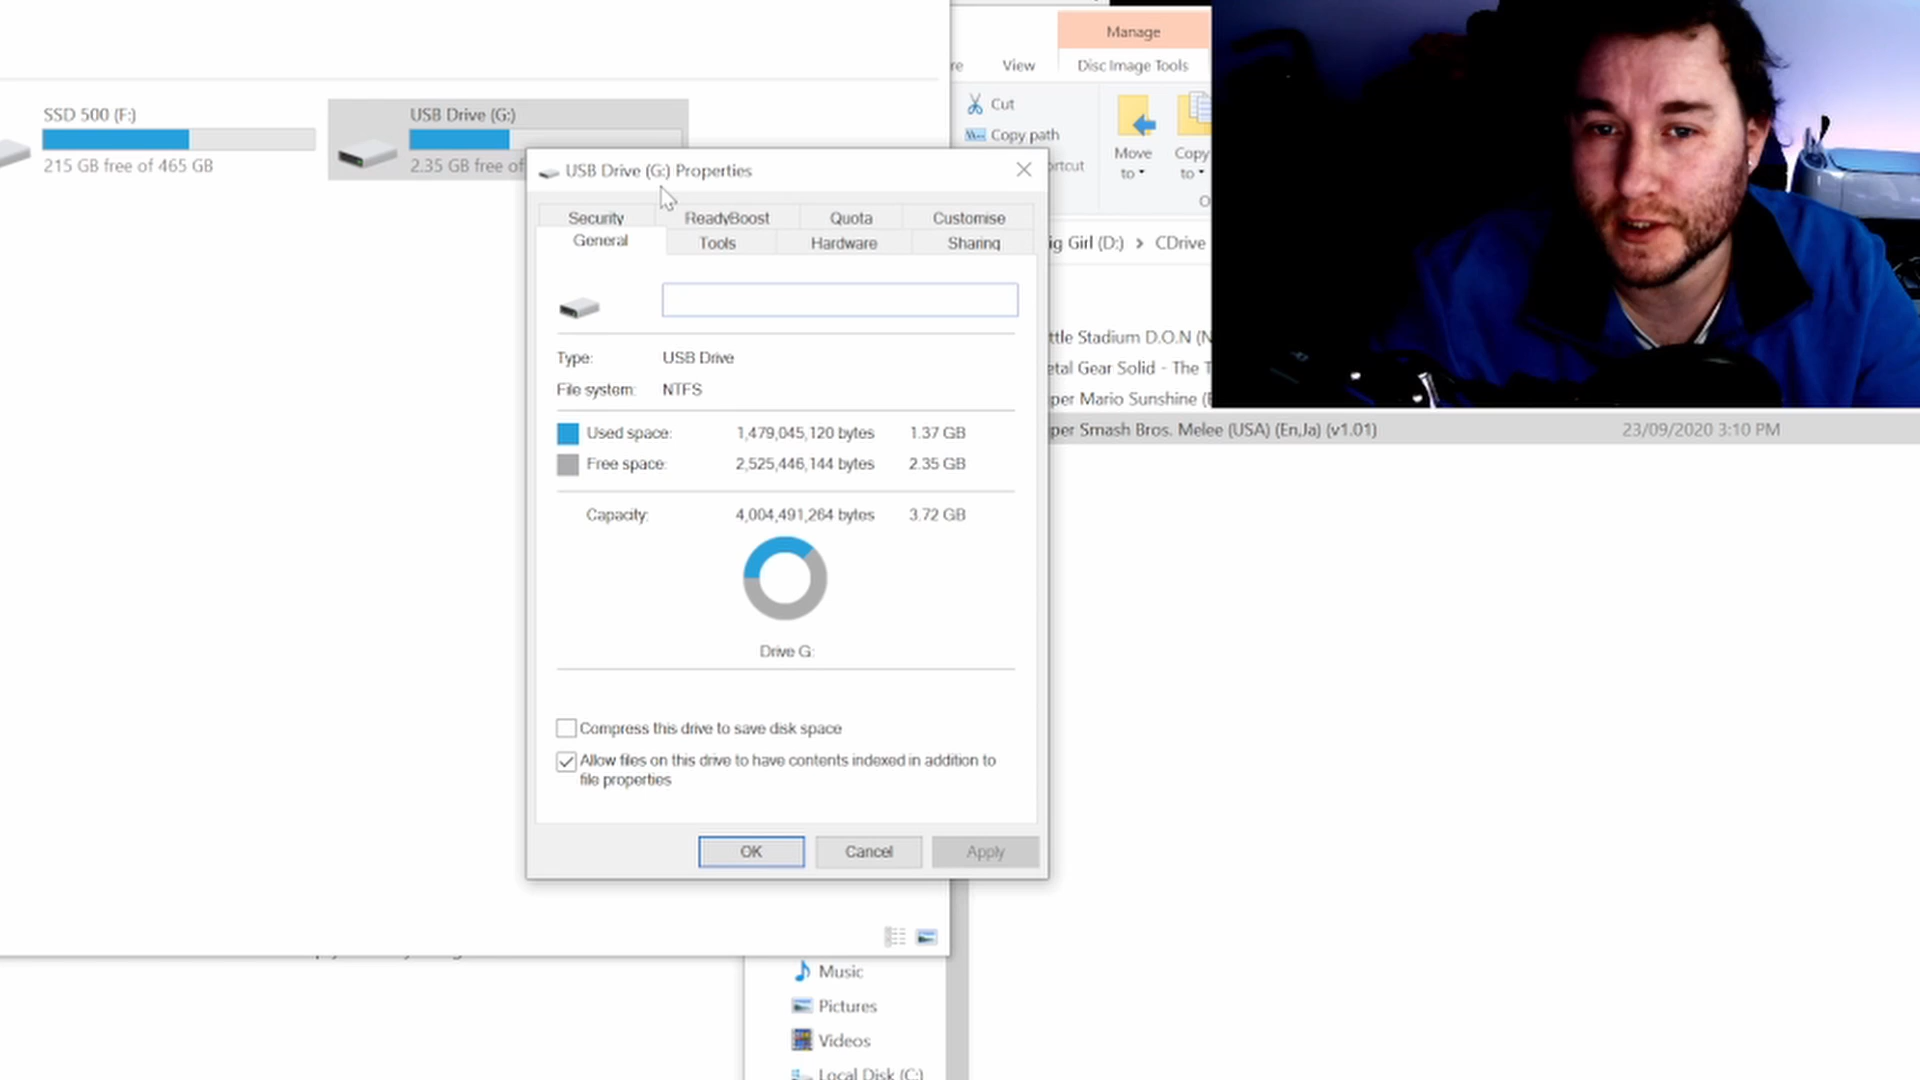 SSD 500 (F:)
215 GB free of 465 GB
USB Drive (G:)
2.35 GB free of
USB Drive (G:) Properties
Security
ReadyBoost
Quota
Customise
General
Tools
Hardware
Sharing
Type:
USB Drive
File system:
NTFS
Used space:
1,479,045,120 bytes
1.37 GB
Free space:
2,525,446,144 bytes
2.35 GB
Capacity:
4,004,491,264 bytes
3.72 GB
Drive G:
Compress this drive to save disk space
Allow files on this drive to have contents indexed in addition to
file properties
OK
Cancel
Apply
Manage
re
View
Disc Image Tools
Cut
Copy path
ortcut
Move
to
Copy
to
O
ig Girl (D:) > CDrive
ttle Stadium D.O.N (N
etal Gear Solid - The T
per Mario Sunshine (E
per Smash Bros. Melee (USA) (En,Ja) (v1.01)
23/09/2020 3:10 PM
Music
Pictures
Videos
Local Disk (C:)